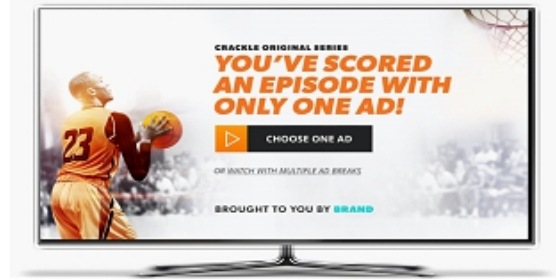 CRACKLE ORIGINAL SERIES
YOU'VE SCORED
AN EPISODE WITH
ONLY ONE AD!
CHOOSE ONE AD
OR WATCH WITH MULTIPLE AD BREAKS
BROUGHT TO YOU BY BRAND
23